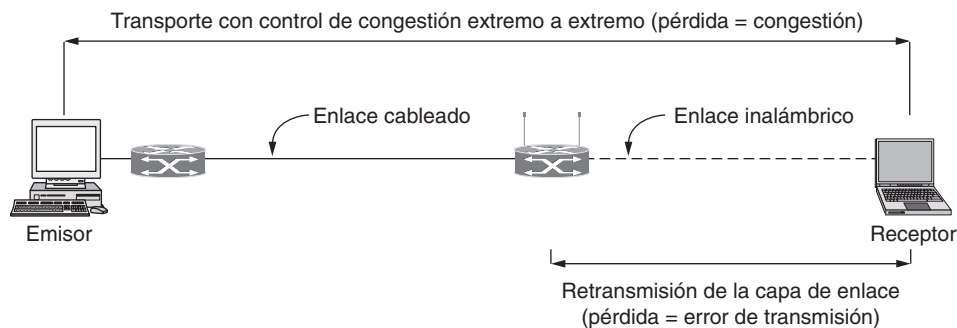 Transporte con control de congestión extremo a extremo (pérdida = congestión)
Enlace cableado
Enlace inalámbrico
Emisor
Receptor
Retransmisión de la capa de enlace
(pérdida = error de transmisión)